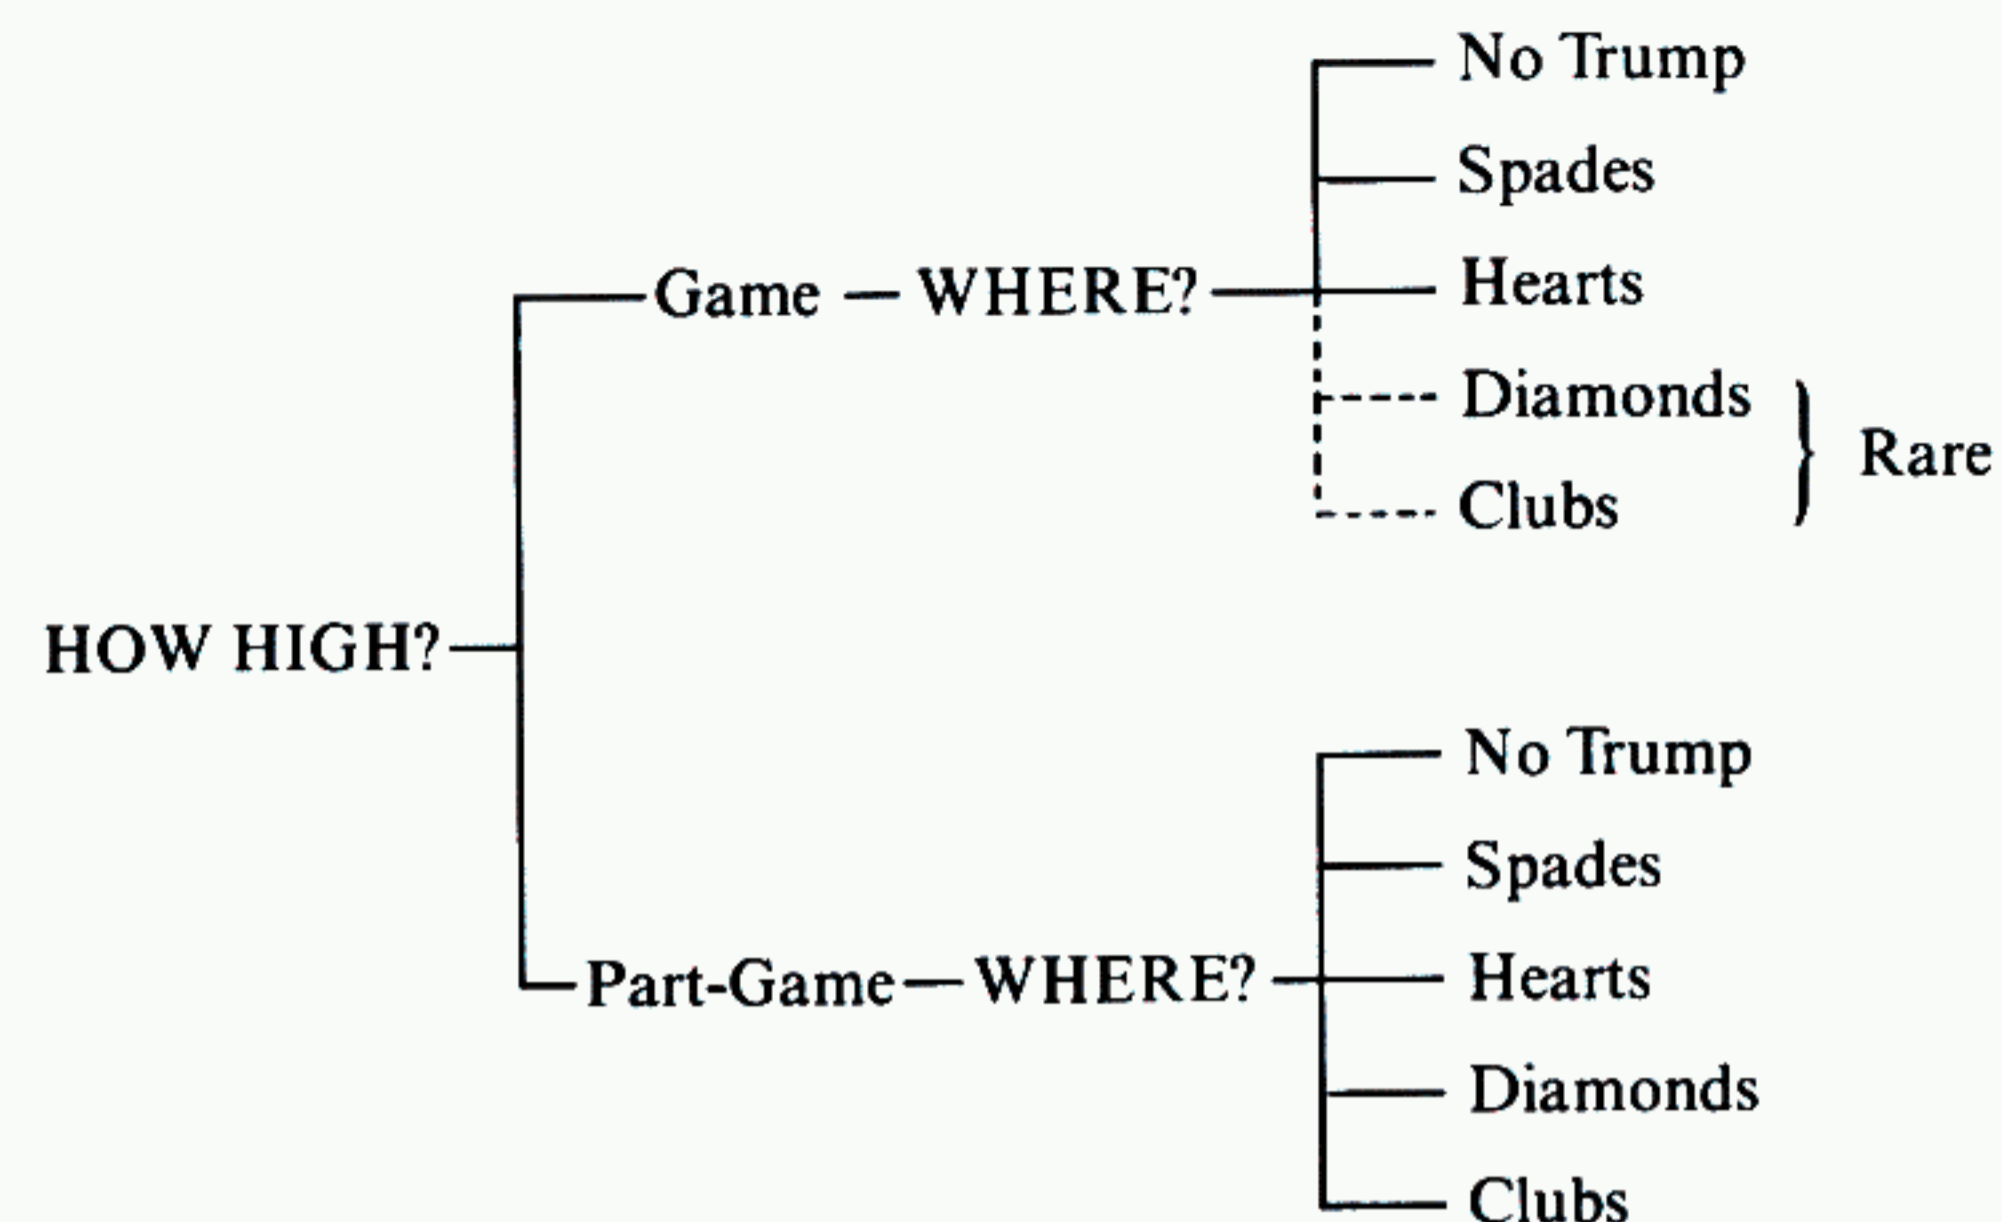 No Trump
Spades
Game — WHERE?
Hearts
Diamonds
Rare
Clubs
HOW HIGH?
No Trump
Spades
Part-Game — WHERE?
Hearts
Diamonds
Clubs